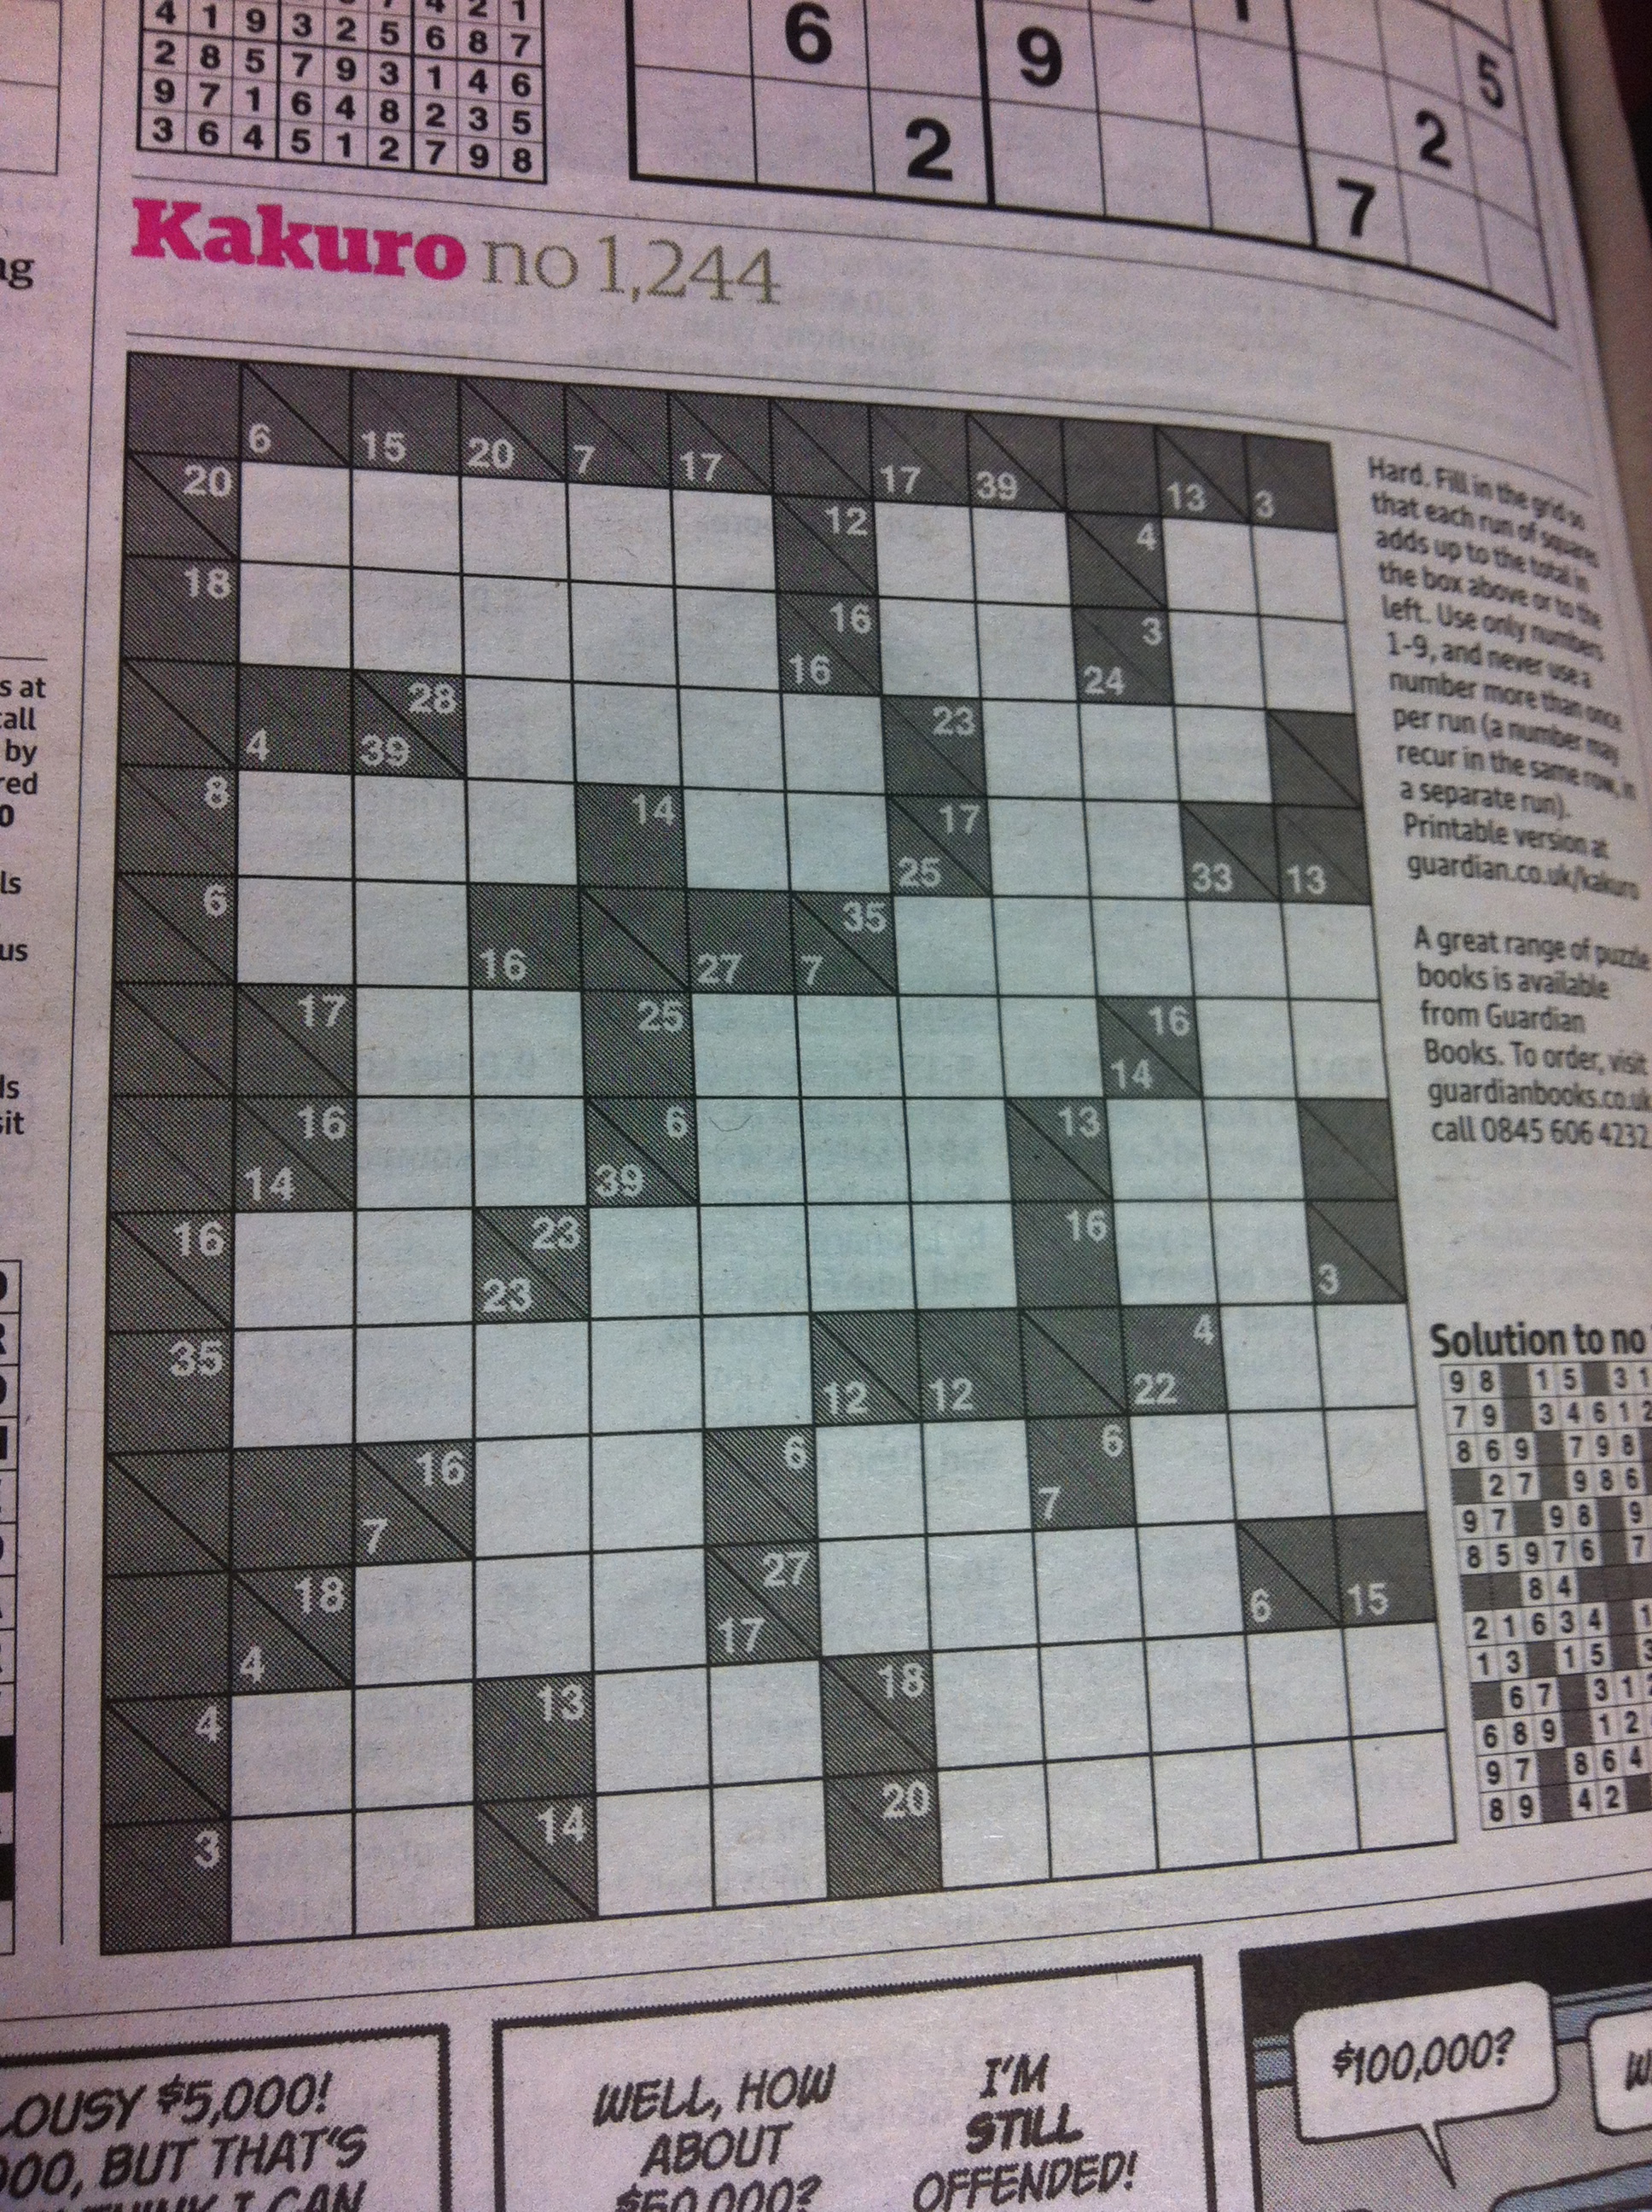 4 2 1
4 1 9 3 2 5 6 8 7
2 8 5 7 9 3 1 4 6
9 7 1 6 4 8 2 3 5
3 6 4 5 1 2 7 9 8
6 9 5
2 2
7
Kakuro no 1,244
6 15 20 7 17 17 39 13 3
20 12 4
18 16 16 3 24
4 39 28 23
8 14 17 25 33 13
6 16 27 7 35
17 25 16 14
16 14 6 39 13
16 23 23 16 3
35 12 12 4 22
16 7 6 6 7
18 4 27 17 6 15
4 13 18
3 14 20
Hard. Fill in the grid so
that each run of squares
adds up to the total in
the box above or to the
left. Use only numbers
1-9, and never use a
number more than once
per run (a number may
recur in the same row, in
a separate run).
Printable version at
guardian.co.uk/kakuro
A great range of puzzle
books is available
from Guardian
Books. To order, visit
guardianbooks.co.uk
call 0845 606 4232
Solution to no
9 8 1 5 3 1
7 9 3 4 6 1 2
8 6 9 7 9 8
2 7 9 8 6
9 7 9 8 9
8 5 9 7 6 7
8 4
2 1 6 3 4 1
1 3 1 5 3
6 7 3 1 2
6 8 9 1 2
9 7 8 6 4
8 9 4 2
s at
call
by
red
0
ls
us
s
sit
LOUSY $5,000!
000, BUT THAT'S
I CAN
WELL, HOW
ABOUT
$50,000?
I'M
STILL
OFFENDED!
$100,000?